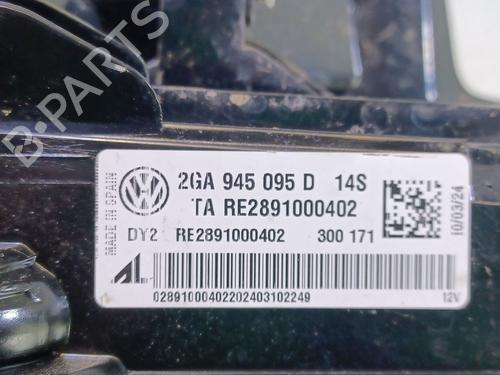 B-PARTS
MADE IN SPAIN
2GA 945 095 D 14S
TA RE2891000402
DY2 RE2891000402 300 171
10/03/24
02891000402202403102249
12V